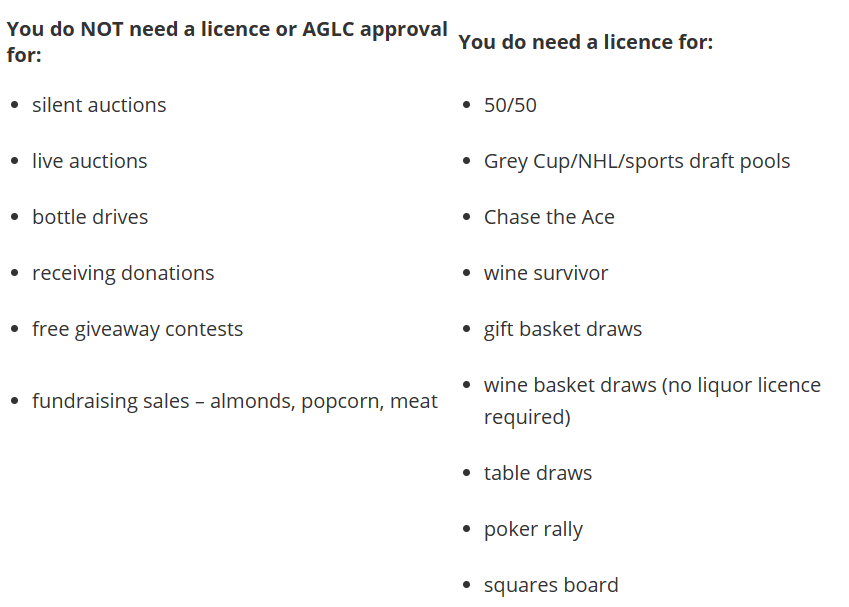 You do NOT need a licence or AGLC approval
for:
• silent auctions
• live auctions
• bottle drives
• receiving donations
• free giveaway contests
• fundraising sales – almonds, popcorn, meat
You do need a licence for:
• 50/50
• Grey Cup/NHL/sports draft pools
• Chase the Ace
• wine survivor
• gift basket draws
• wine basket draws (no liquor licence
required)
• table draws
• poker rally
• squares board